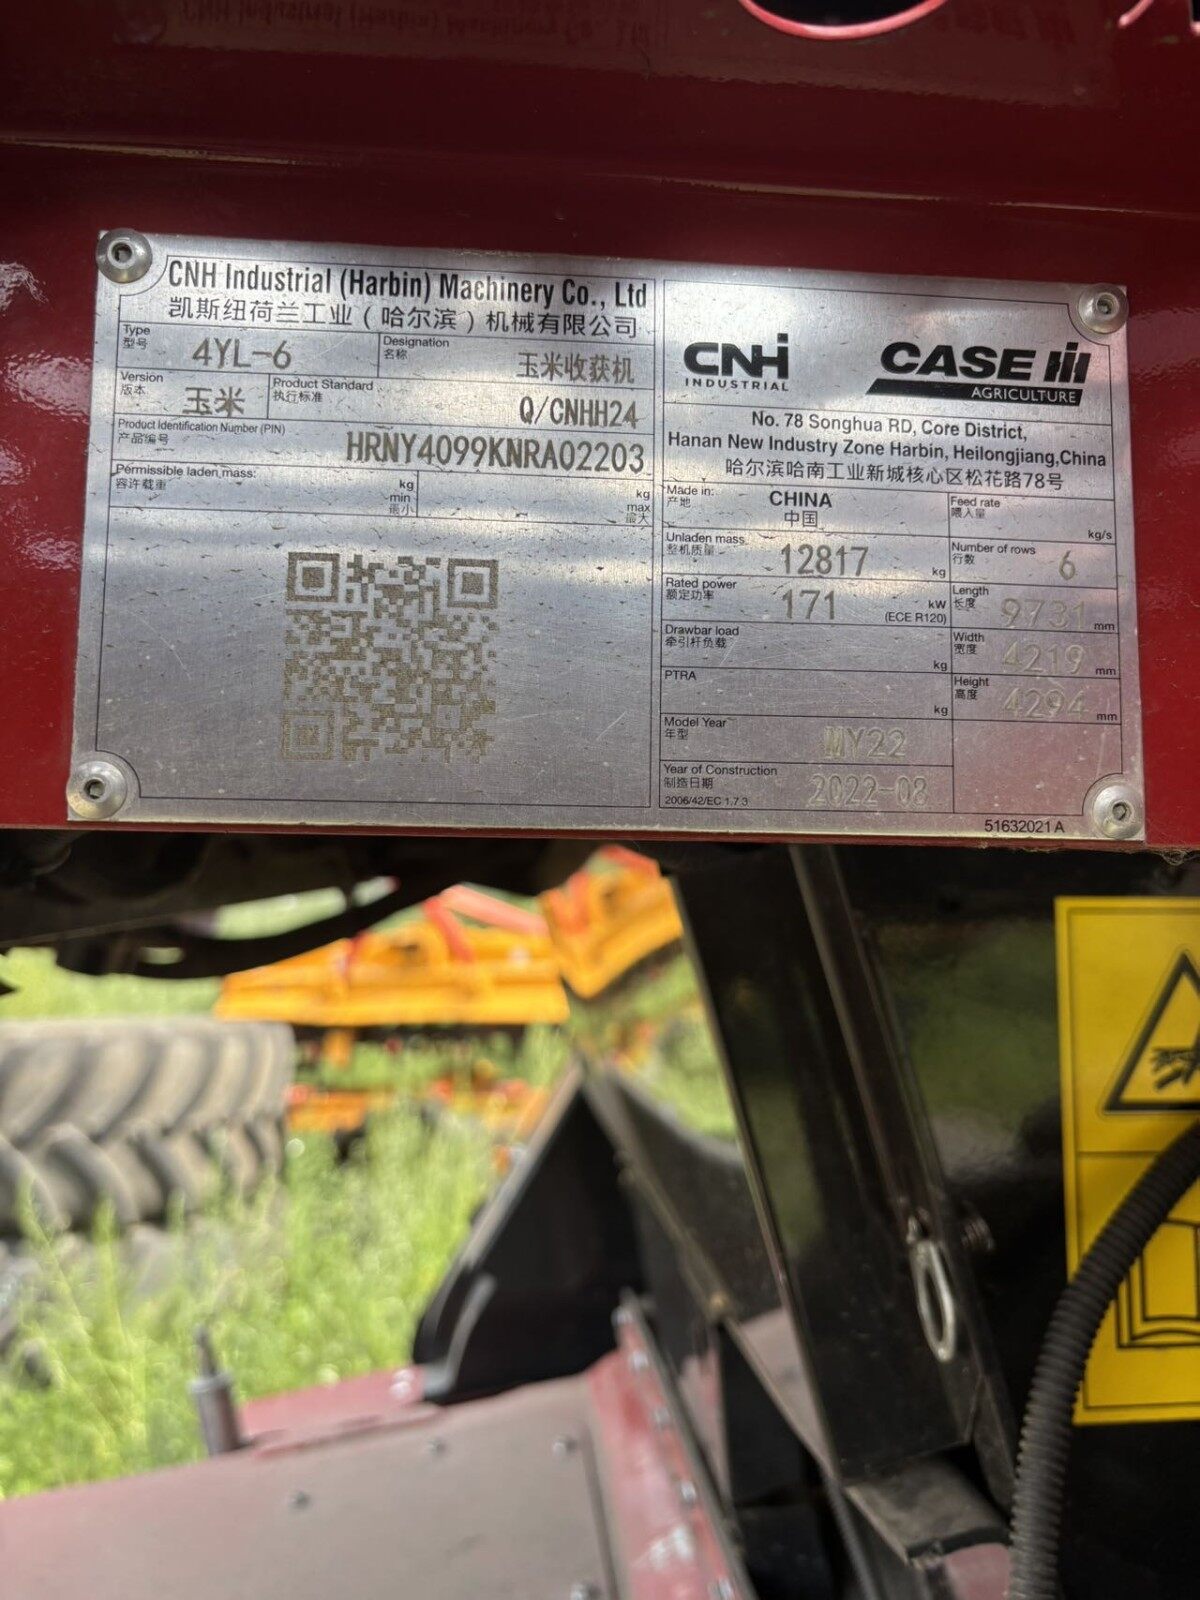 CNH Industrial (Harbin) Machinery Co., Ltd
凯斯纽荷兰工业（哈尔滨）机械有限公司
Type
型号
4YL-6
Designation
名称
玉米收获机
Version
版本
玉米
Product Standard
执行标准
Q/CNHH24
Product Identification Number (PIN)
产品编号
HRNY4099KNRA02203
Permissible laden mass:
容许载重
kg
min
最小
kg
max
最大
CNH
INDUSTRIAL
CASE IH
AGRICULTURE
No. 78 Songhua RD, Core District,
Hanan New Industry Zone Harbin, Heilongjiang,China
哈尔滨哈南工业新城核心区松花路78号
Made in:
产地
CHINA
中国
Feed rate
喂入量
kg/s
Unladen mass
整机质量
12817
kg
Number of rows
行数
6
Rated power
额定功率
171
kW
(ECE R120)
Length
长度
9731
mm
Drawbar load
牵引杆负载
kg
Width
宽度
4219
mm
PTRA
kg
Height
高度
4294
mm
Model Year
年型
MY22
Year of Construction
制造日期
2006/42/EC 1.7.3
2022-08
51632021A